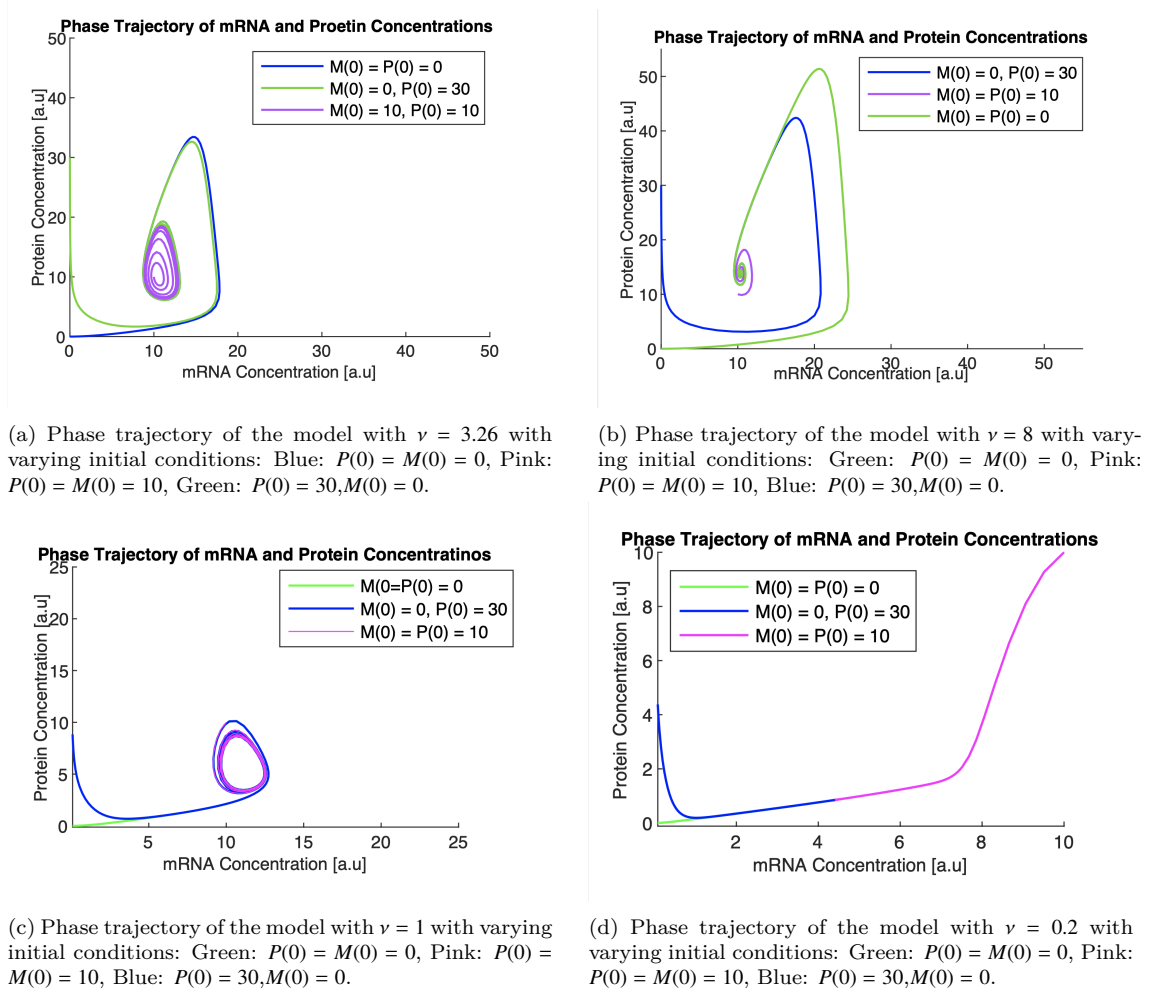 Phase Trajectory of mRNA and Proetin Concentrations
50
40
30
20
10
0
0 10 20 30 40 50
Protein Concentration [a.u]
mRNA Concentration [a.u]
M(0) = P(0) = 0
M(0) = 0, P(0) = 30
M(0) = 10, P(0) = 10
Phase Trajectory of mRNA and Protein Concentrations
50
40
30
20
10
0
0 10 20 30 40 50
Protein Concentration [a.u]
mRNA Concentration [a.u]
M(0) = 0, P(0) = 30
M(0) = P(0) = 10
M(0) = P(0) = 0
(a) Phase trajectory of the model with ν = 3.26 with
varying initial conditions: Blue: P(0) = M(0) = 0, Pink:
P(0) = M(0) = 10, Green: P(0) = 30,M(0) = 0.
(b) Phase trajectory of the model with ν = 8 with vary-
ing initial conditions: Green: P(0) = M(0) = 0, Pink:
P(0) = M(0) = 10, Blue: P(0) = 30,M(0) = 0.
Phase Trajectory of mRNA and Protein Concentratinos
25
20
15
10
5
0
5 10 15 20 25
Protein Concentration [a.u]
mRNA Concentration [a.u]
M(0=P(0) = 0
M(0) = 0, P(0) = 30
M(0) = P(0) = 10
Phase Trajectory of mRNA and Protein Concentrations
10
8
6
4
2
0
2 4 6 8 10
Protein Concentration [a.u]
mRNA Concentration [a.u]
M(0) = P(0) = 0
M(0) = 0, P(0) = 30
M(0) = P(0) = 10
(c) Phase trajectory of the model with ν = 1 with varying
initial conditions: Green: P(0) = M(0) = 0, Pink: P(0) =
M(0) = 10, Blue: P(0) = 30,M(0) = 0.
(d) Phase trajectory of the model with ν = 0.2 with
varying initial conditions: Green: P(0) = M(0) = 0, Pink:
P(0) = M(0) = 10, Blue: P(0) = 30,M(0) = 0.